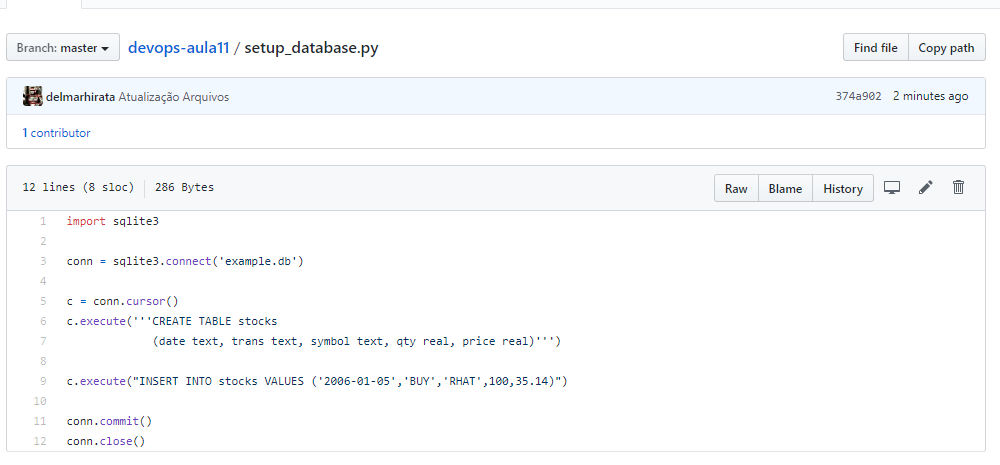 Branch: master devops-aula11 / setup_database.py Find file Copy path
delmarhirata Atualização Arquivos 374a902 2 minutes ago
1 contributor
12 lines (8 sloc) 286 Bytes Raw Blame History
1 import sqlite3
2
3 conn = sqlite3.connect('example.db')
4
5 c = conn.cursor()
6 c.execute('''CREATE TABLE stocks
7 (date text, trans text, symbol text, qty real, price real)''')
8
9 c.execute("INSERT INTO stocks VALUES ('2006-01-05','BUY','RHAT',100,35.14)")
10
11 conn.commit()
12 conn.close()